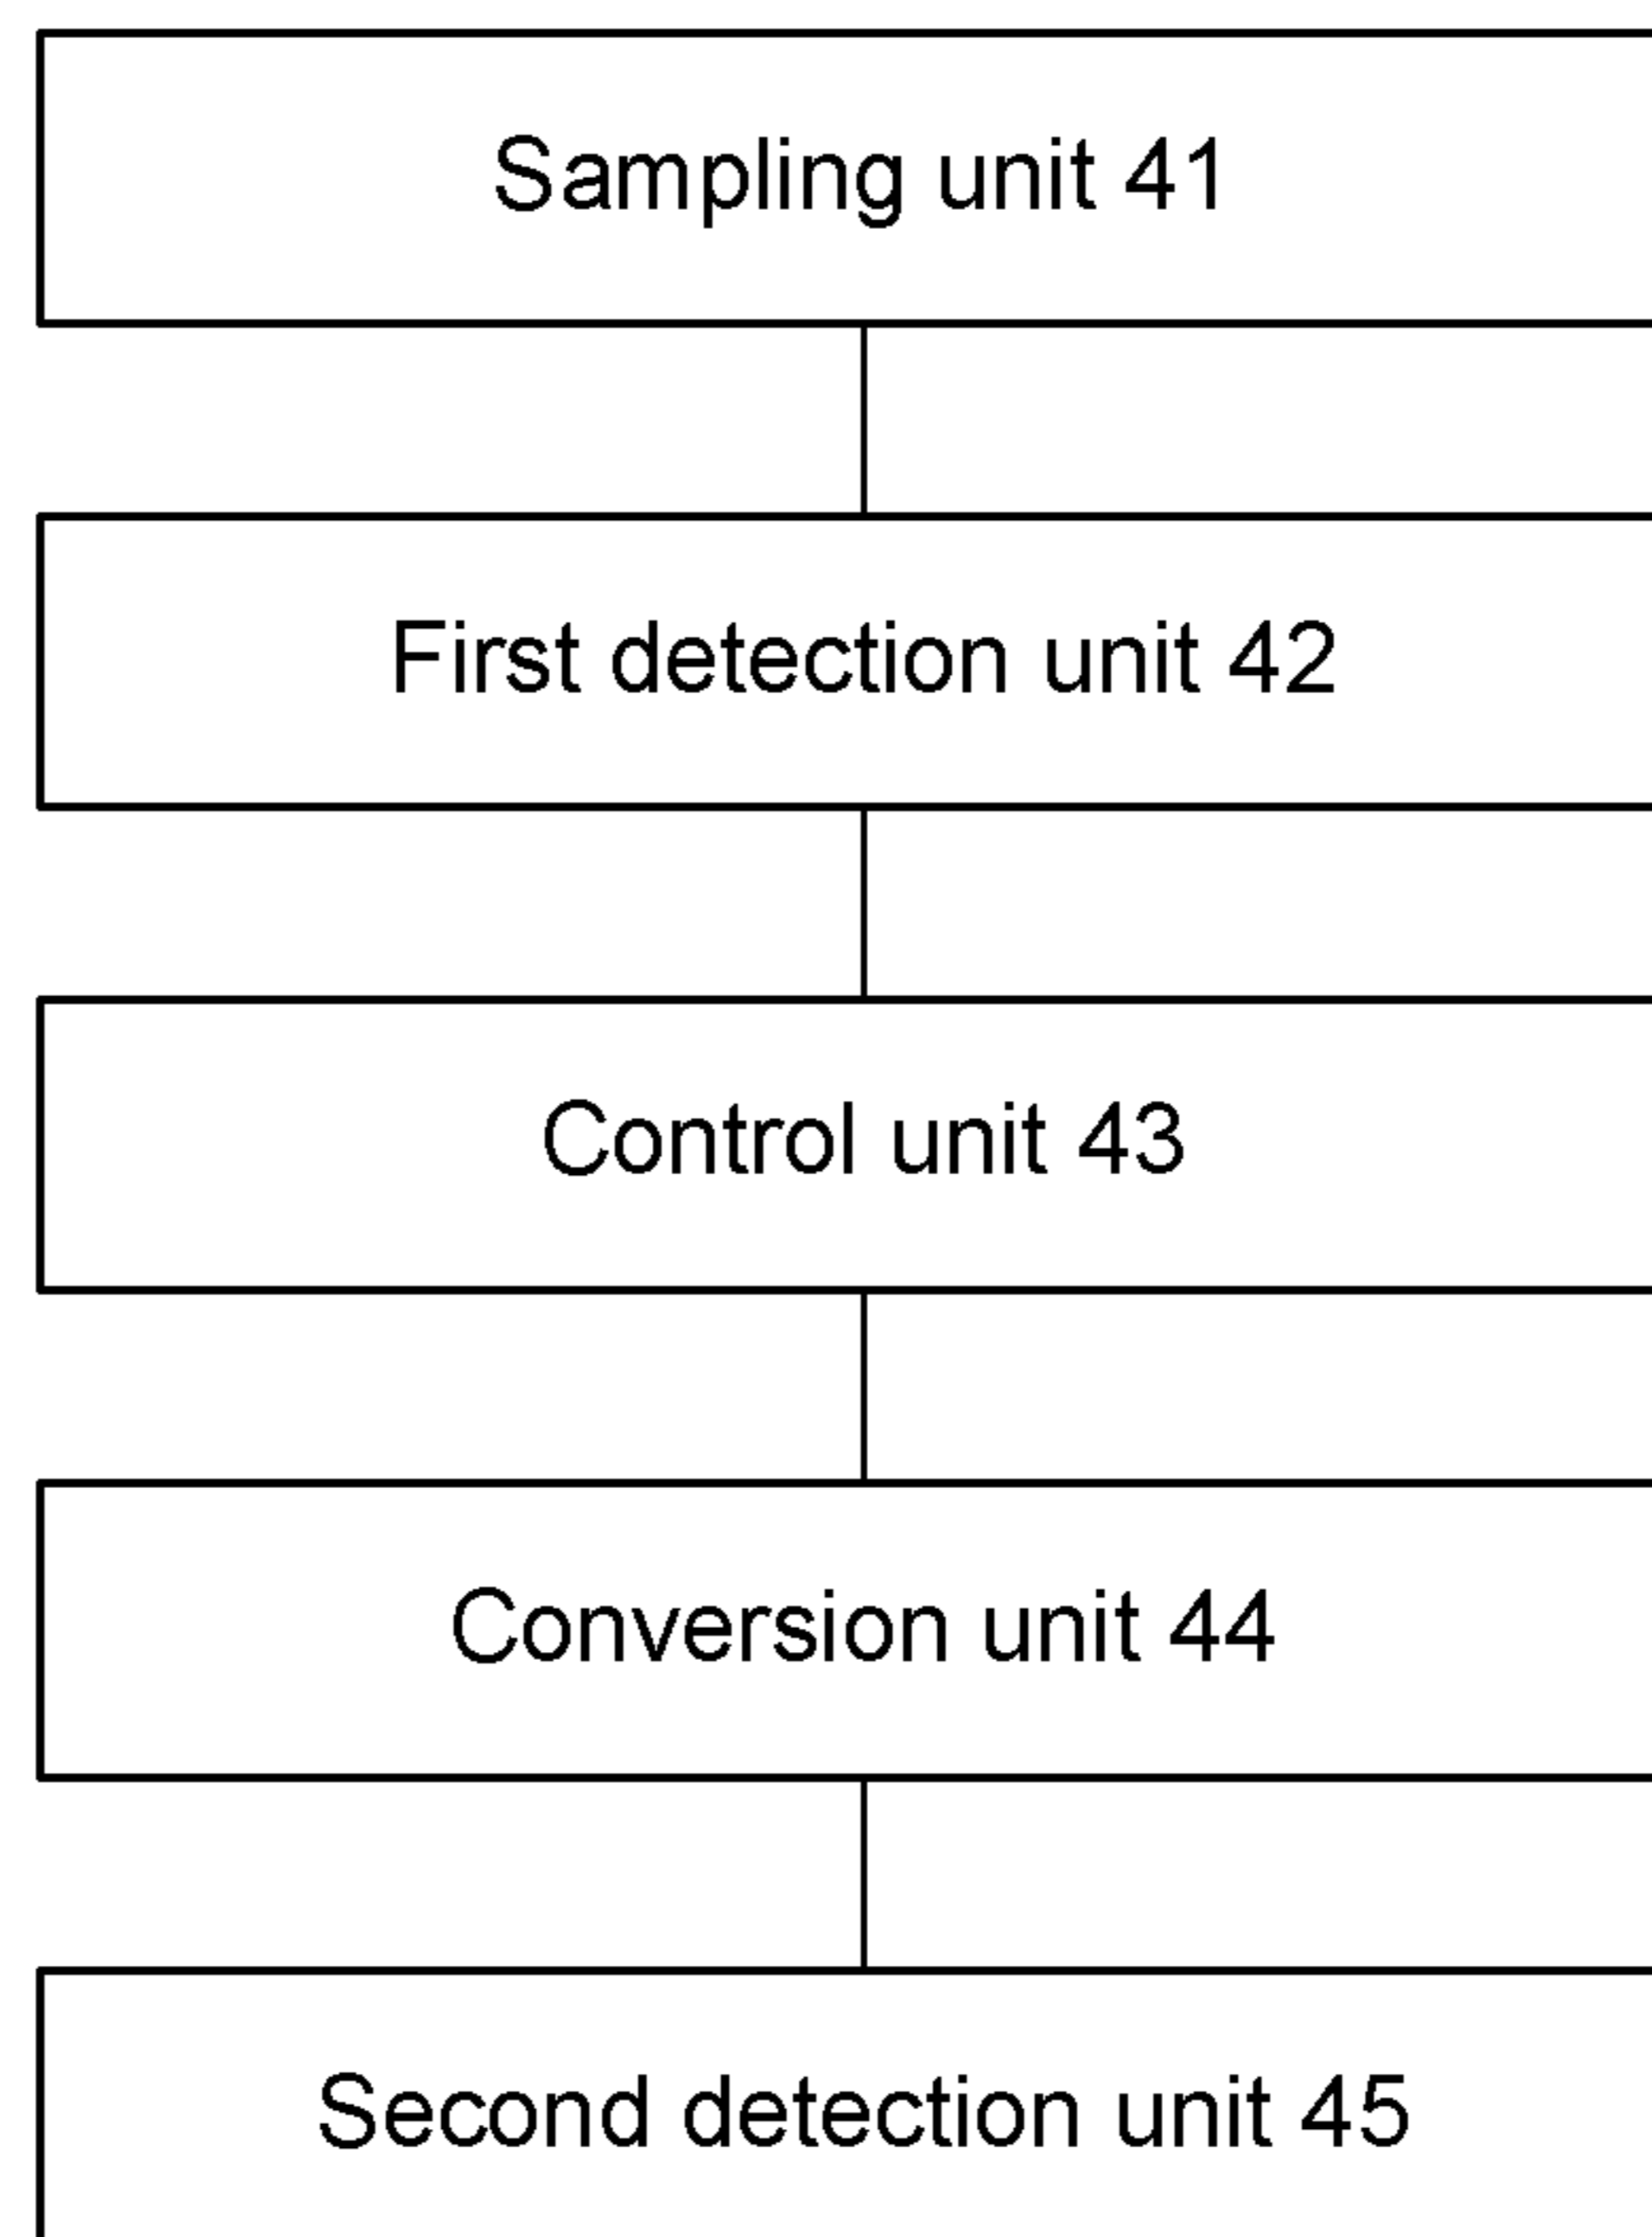 Sampling unit 41
First detection unit 42
Control unit 43
Conversion unit 44
Second detection unit 45